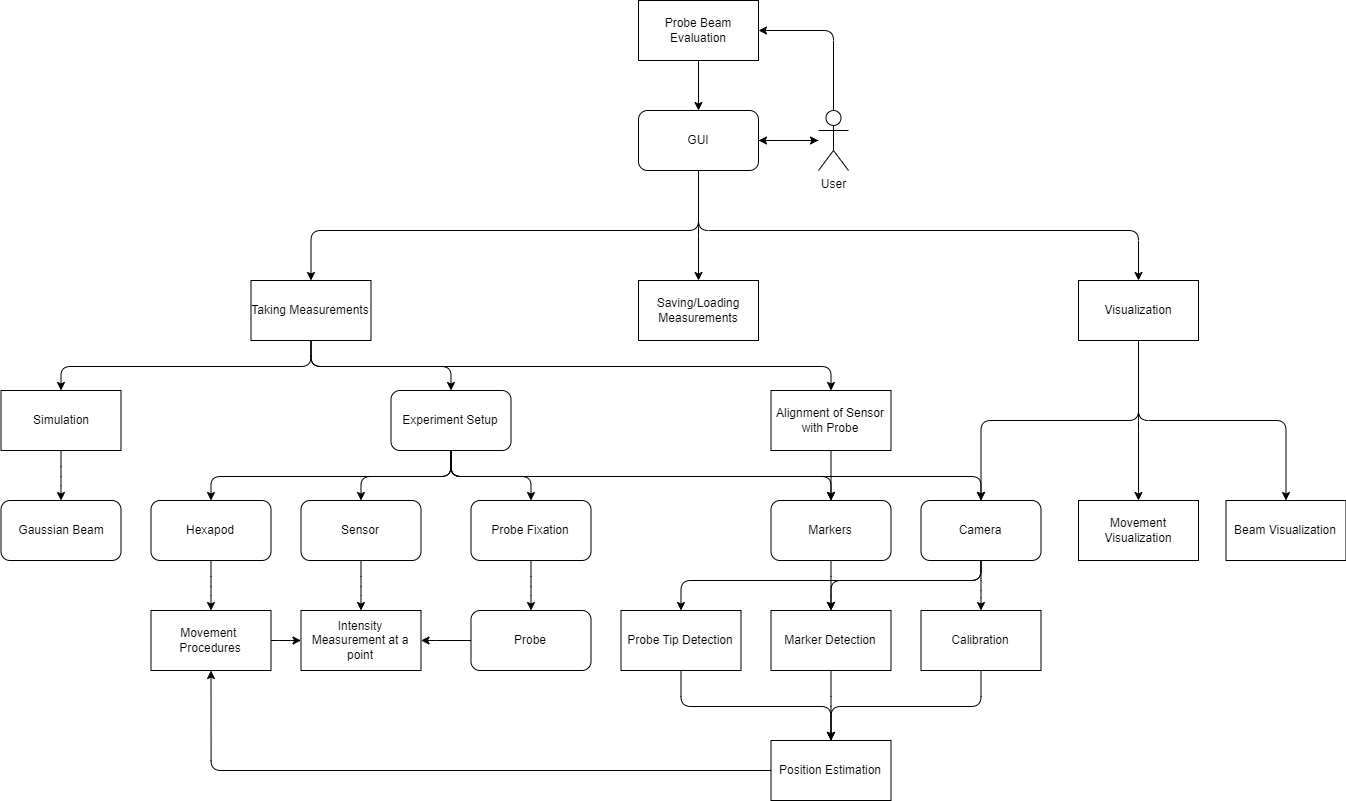 Probe Beam
Evaluation
GUI
User
Taking Measurements
Saving/Loading
Measurements
Visualization
Simulation
Experiment Setup
Alignment of Sensor
with Probe
Gaussian Beam
Hexapod
Sensor
Probe Fixation
Markers
Camera
Movement
Visualization
Beam Visualization
Movement
Procedures
Intensity
Measurement at a
point
Probe
Probe Tip Detection
Marker Detection
Calibration
Position Estimation